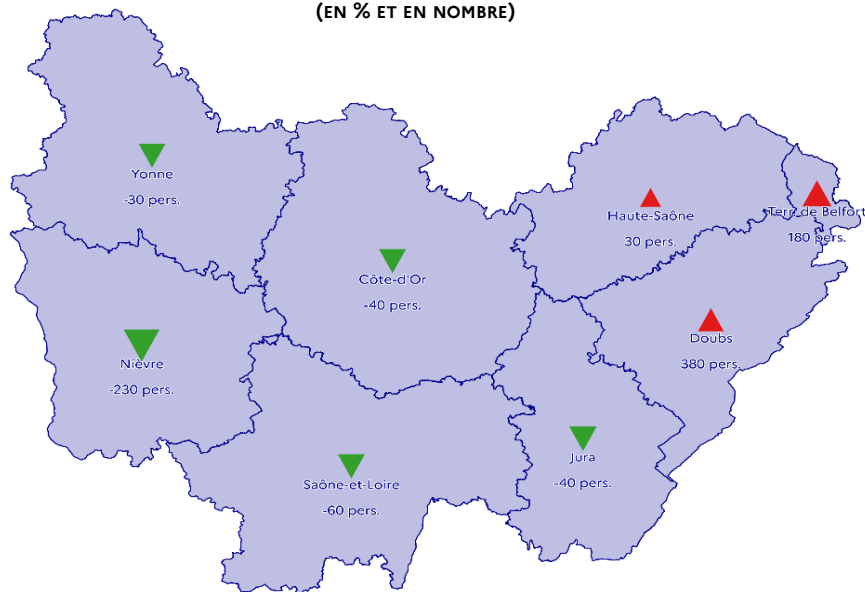 (EN % ET EN NOMBRE)
Yonne
-30 pers.
Haute-Saône
30 pers.
Terr. de Belfort
180 pers.
Côte-d'Or
-40 pers.
Doubs
380 pers.
Nièvre
-230 pers.
Jura
-40 pers.
Saône-et-Loire
-60 pers.